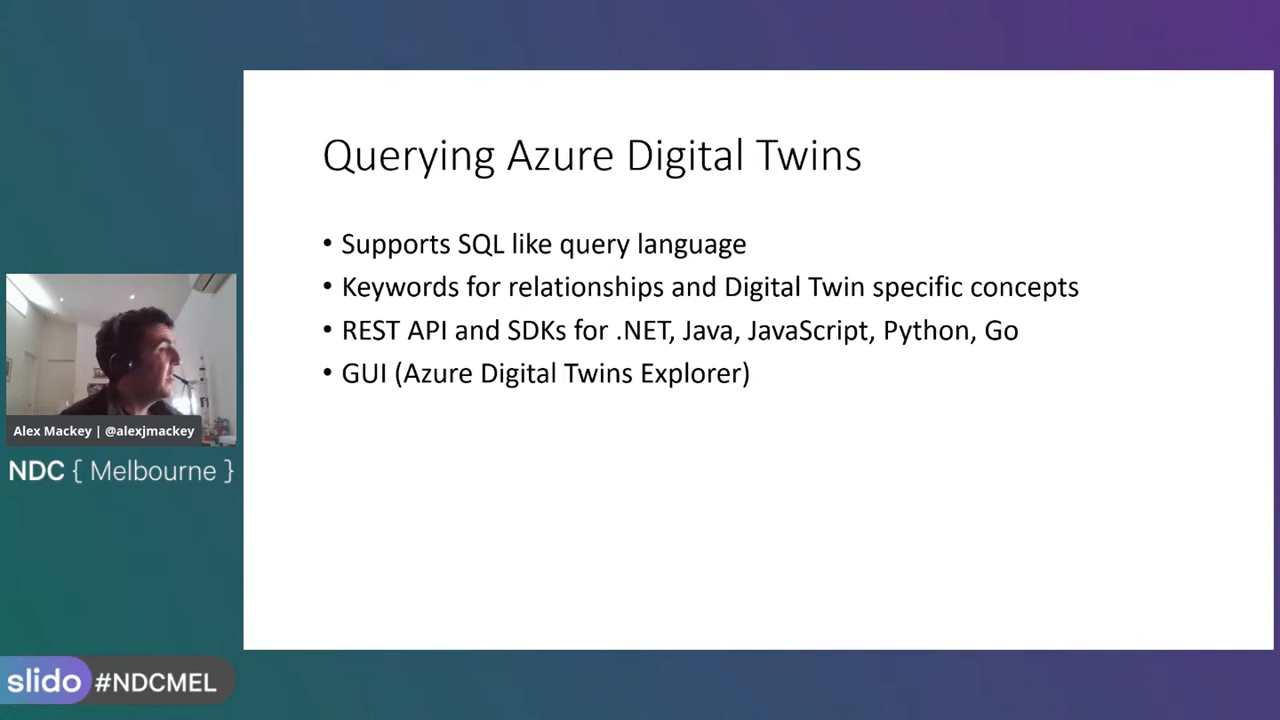 Querying Azure Digital Twins
• Supports SQL like query language
• Keywords for relationships and Digital Twin specific concepts
• REST API and SDKs for .NET, Java, JavaScript, Python, Go
• GUI (Azure Digital Twins Explorer)
Alex Mackey | @alexjmackey
NDC { Melbourne }
slido #NDCMEL